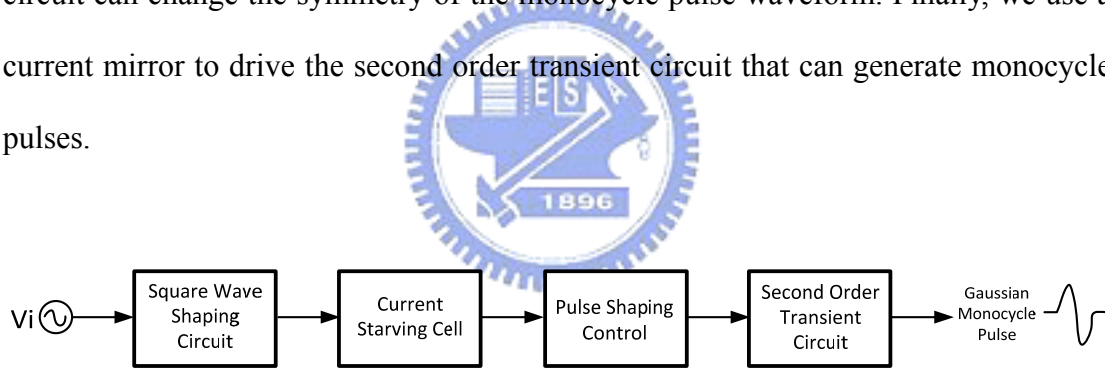 circuit can change the symmetry of the monocycle pulse waveform. Finally, we use a
current mirror to drive the second order transient circuit that can generate monocycle
pulses.
E S A
1896
Vi
Square Wave
Shaping
Circuit
Current
Starving Cell
Pulse Shaping
Control
Second Order
Transient
Circuit
Gaussian
Monocycle
Pulse